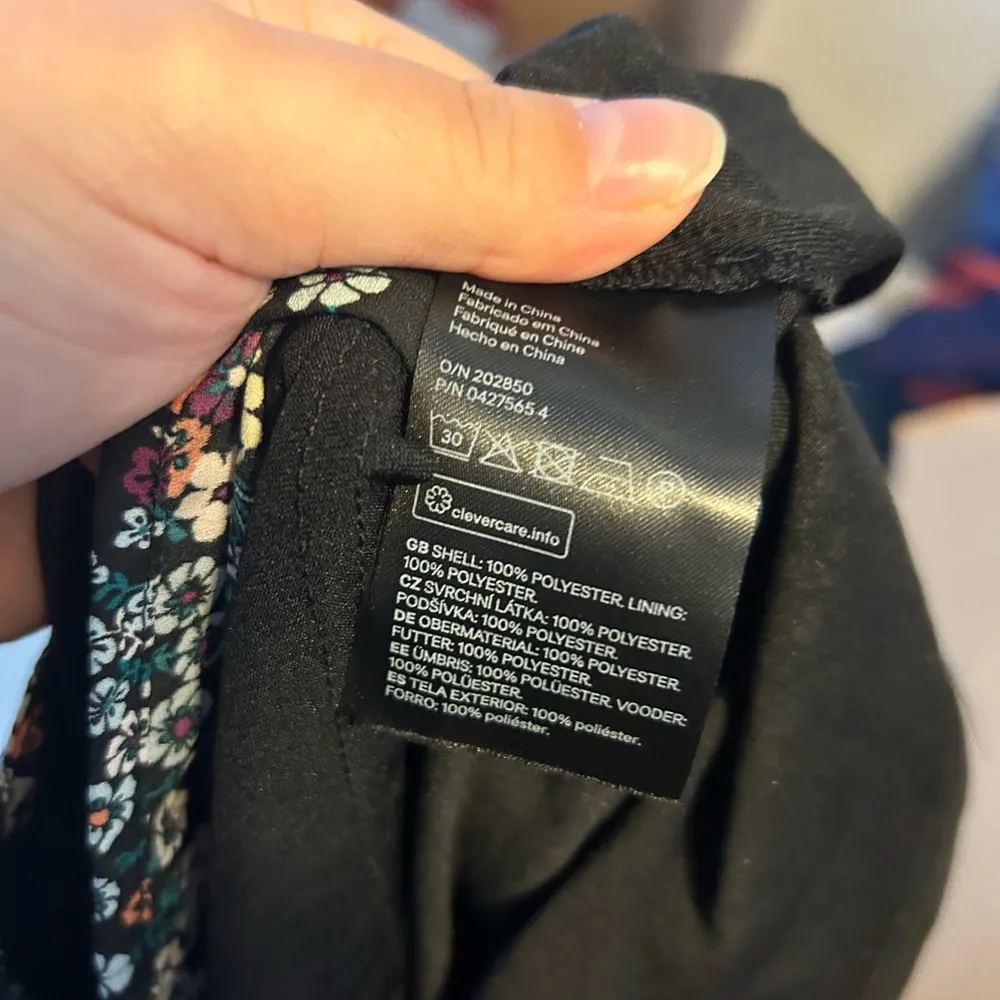 Made in China
Fabricado em China
Fabriqué en Chine
Hecho en China
O/N 202850
P/N 0427565 4
30
clevercare.info
GB SHELL: 100% POLYESTER. LINING:
100% POLYESTER.
CZ SVRCHNÍ LÁTKA: 100% POLYESTER.
PODŠÍVKA: 100% POLYESTER.
DE OBERMATERIAL: 100% POLYESTER.
FUTTER: 100% POLYESTER.
EE ÜMBRIS: 100% POLÜESTER. VOODER:
100% POLÜESTER.
ES TELA EXTERIOR: 100% poliéster.
FORRO: 100% poliéster.